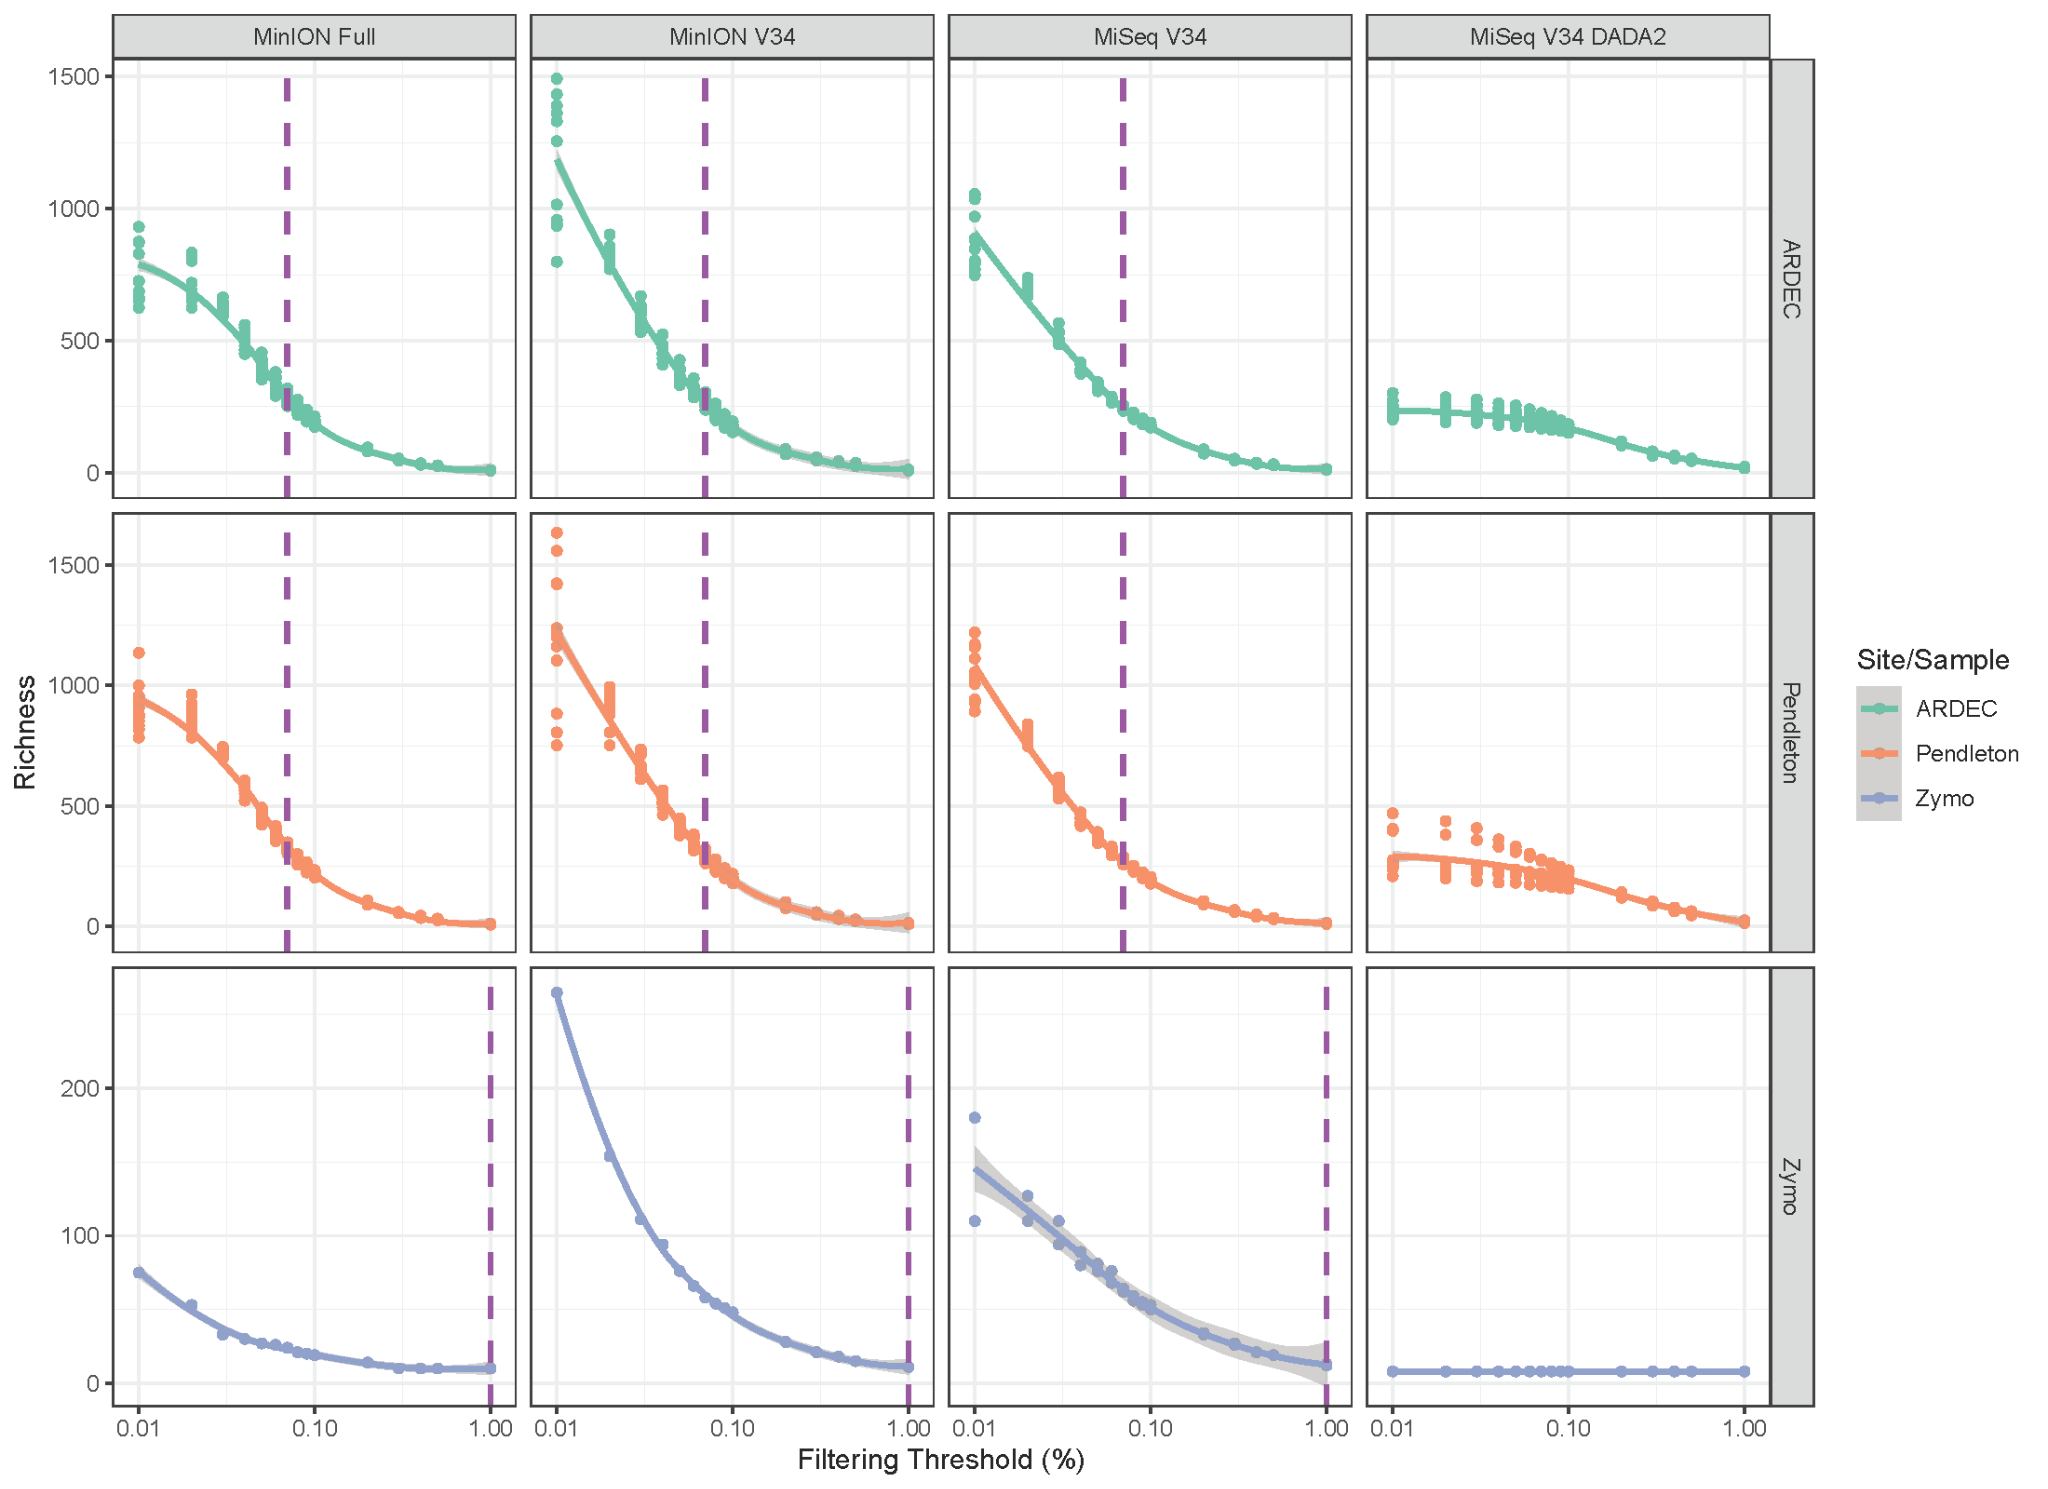 MinION Full
MinION V34
MiSeq V34
MiSeq V34 DADA2
1500
1000
500
0
ARDEC
1500
1000
500
0
Pendleton
200
100
0
Zymo
Richness
0.01
0.10
1.00
0.01
0.10
1.00
0.01
0.10
1.00
0.01
0.10
1.00
Filtering Threshold (%)
Site/Sample
ARDEC
Pendleton
Zymo